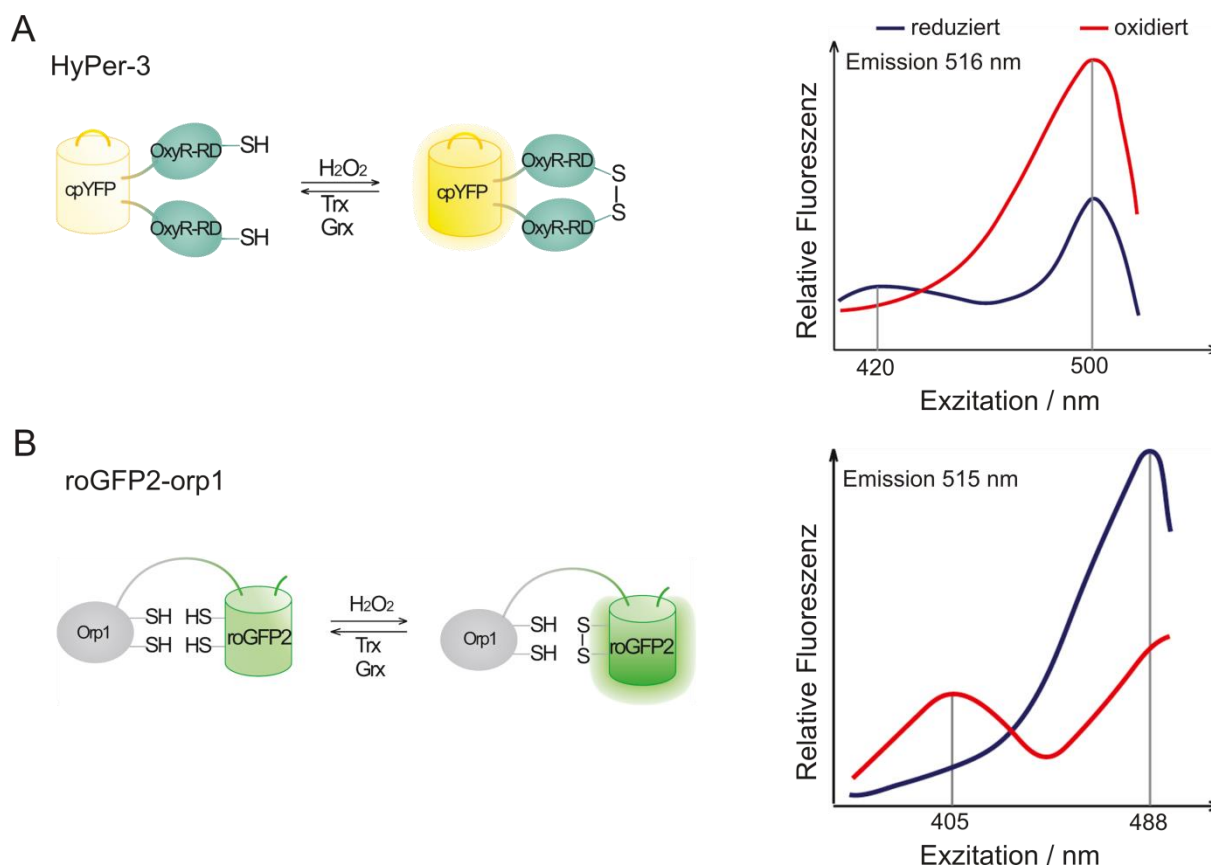 A
HyPer-3
cpYFP
OxyR-RD
SH
OxyR-RD
SH
H₂O₂
Trx
Grx
cpYFP
OxyR-RD
S
S
OxyR-RD
reduziert
oxidiert
Emission 516 nm
Relative Fluoreszenz
420
500
Exzitation / nm
B
roGFP2-orp1
Orp1
SH HS
SH HS
roGFP2
H₂O₂
Trx
Grx
Orp1
SH S
SH S
roGFP2
Emission 515 nm
Relative Fluoreszenz
405
488
Exzitation / nm